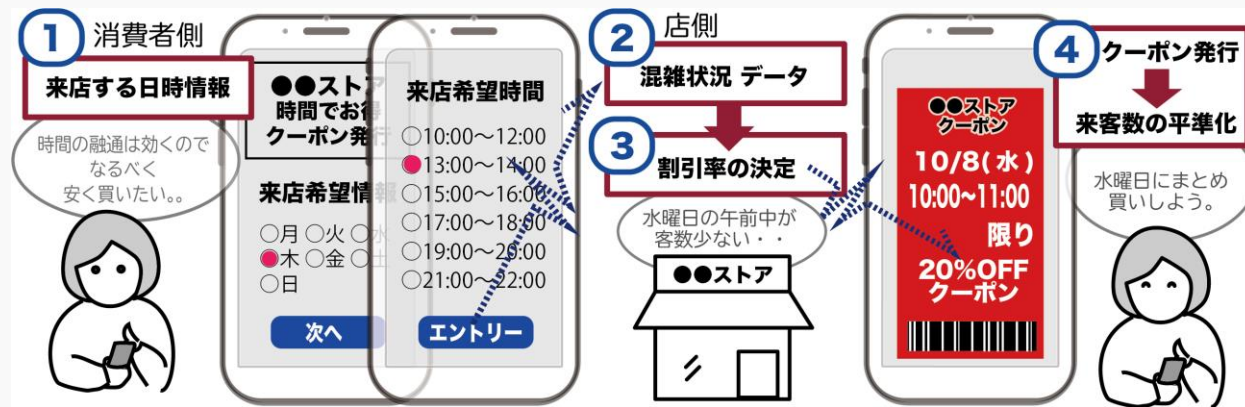 1
消費者側
来店する日時情報
時間の融通は効くので
なるべく
安く買いたい。。
●●ストア
時間でお得
クーポン発行
来店希望情報
○月 ○火 ○水
●木 ○金 ○土
○日
次へ
来店希望時間
○10:00～12:00
●13:00～14:00
○15:00～16:00
○17:00～18:00
○19:00～20:00
○21:00～22:00
エントリー
2
店側
混雑状況 データ
3
割引率の決定
水曜日の午前中が
客数少ない・・
●●ストア
●●ストア
クーポン
10/8(水)
10:00~11:00
限り
20%OFF
クーポン
4
クーポン発行
来客数の平準化
水曜日にまとめ
買いしよう。